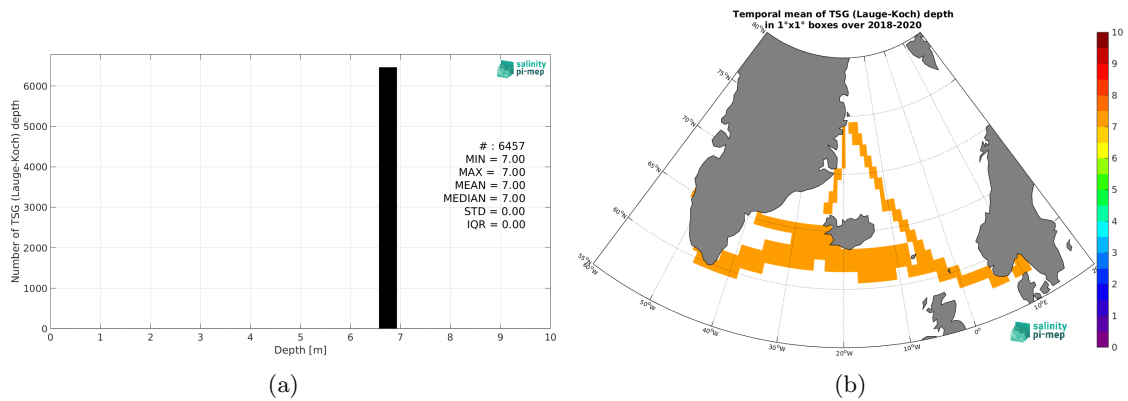 salinity
pi-mep
Number of TSG (Lauge-Koch) depth
6000
5000
4000
3000
2000
1000
0
# : 6457
MIN = 7.00
MAX = 7.00
MEAN = 7.00
MEDIAN = 7.00
STD = 0.00
IQR = 0.00
0 1 2 3 4 5 6 7 8 9 10
Depth [m]
(a)
Temporal mean of TSG (Lauge-Koch) depth
in 1°x1° boxes over 2018-2020
80°N
75°N
70°N
65°N
60°N
55°N
60°W
50°W
40°W
30°W
20°W
10°W
0°
10°E
salinity
pi-mep
10
9
8
7
6
5
4
3
2
1
0
(b)